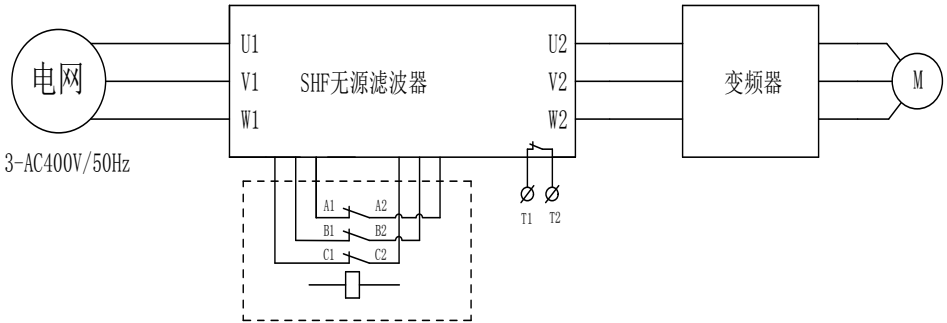 U1 U2
电网 V1 SHF无源滤波器 V2 变频器 M
W1 W2
3-AC400V/50Hz
A1 A2 T1 T2
B1 B2
C1 C2